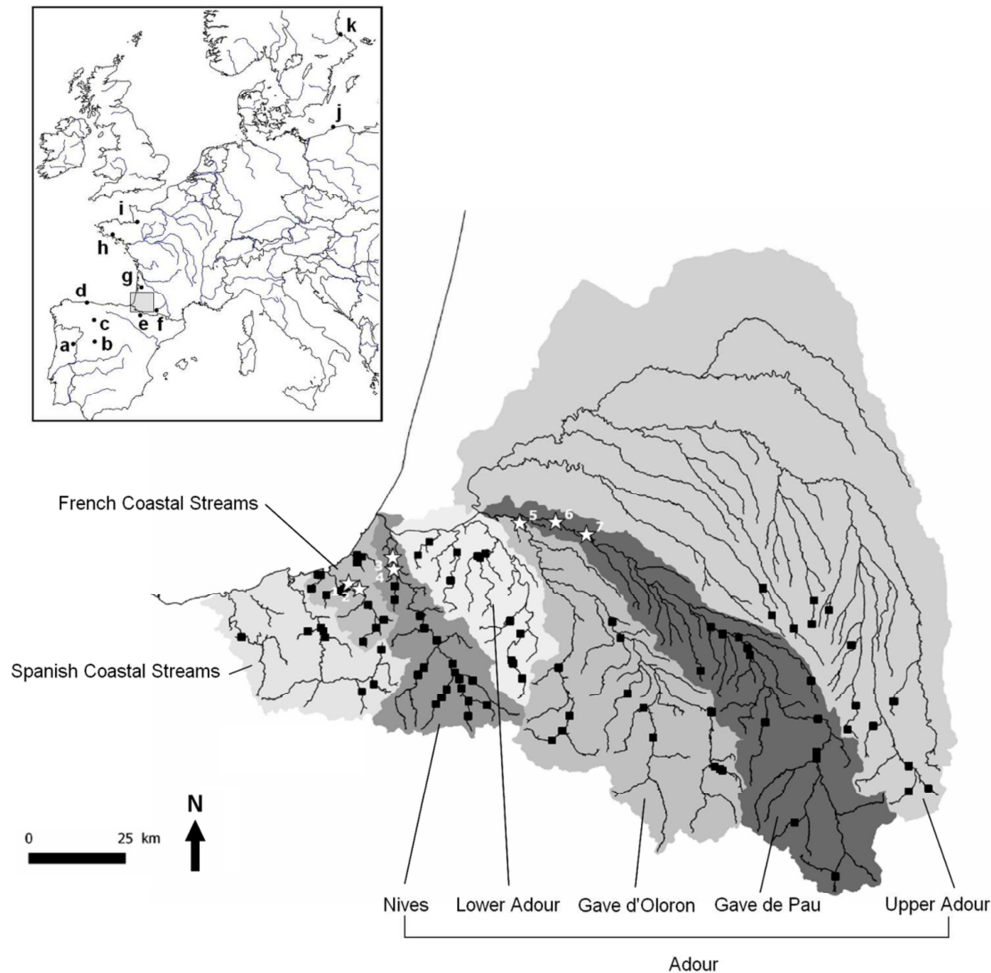 k
j
i
h
g
d
e f
c
a b
French Coastal Streams
5 6 7
3
4
Spanish Coastal Streams
N
0 25 km
Nives Lower Adour Gave d'Oloron Gave de Pau Upper Adour
Adour